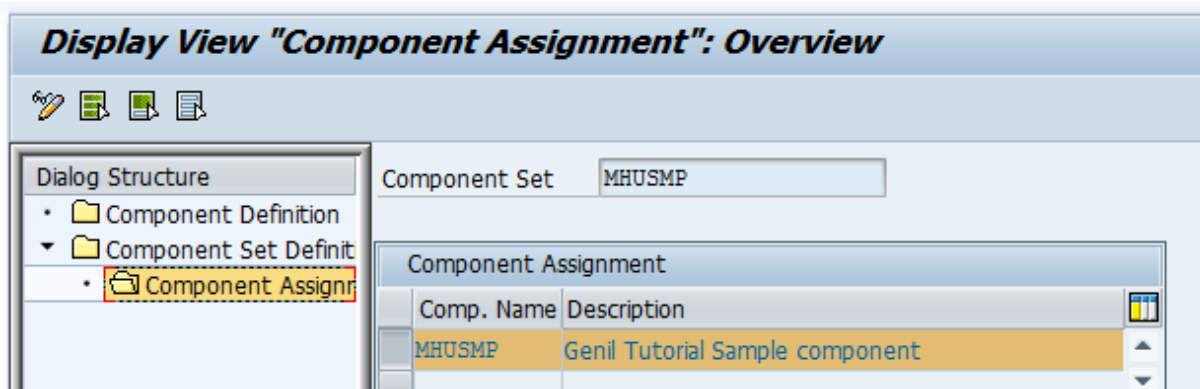 Display View "Component Assignment": Overview
Dialog Structure
Component Definition
Component Set Definit
Component Assignr
Component Set MHUSMP
Component Assignment
Comp. Name Description
MHUSMP Genil Tutorial Sample component